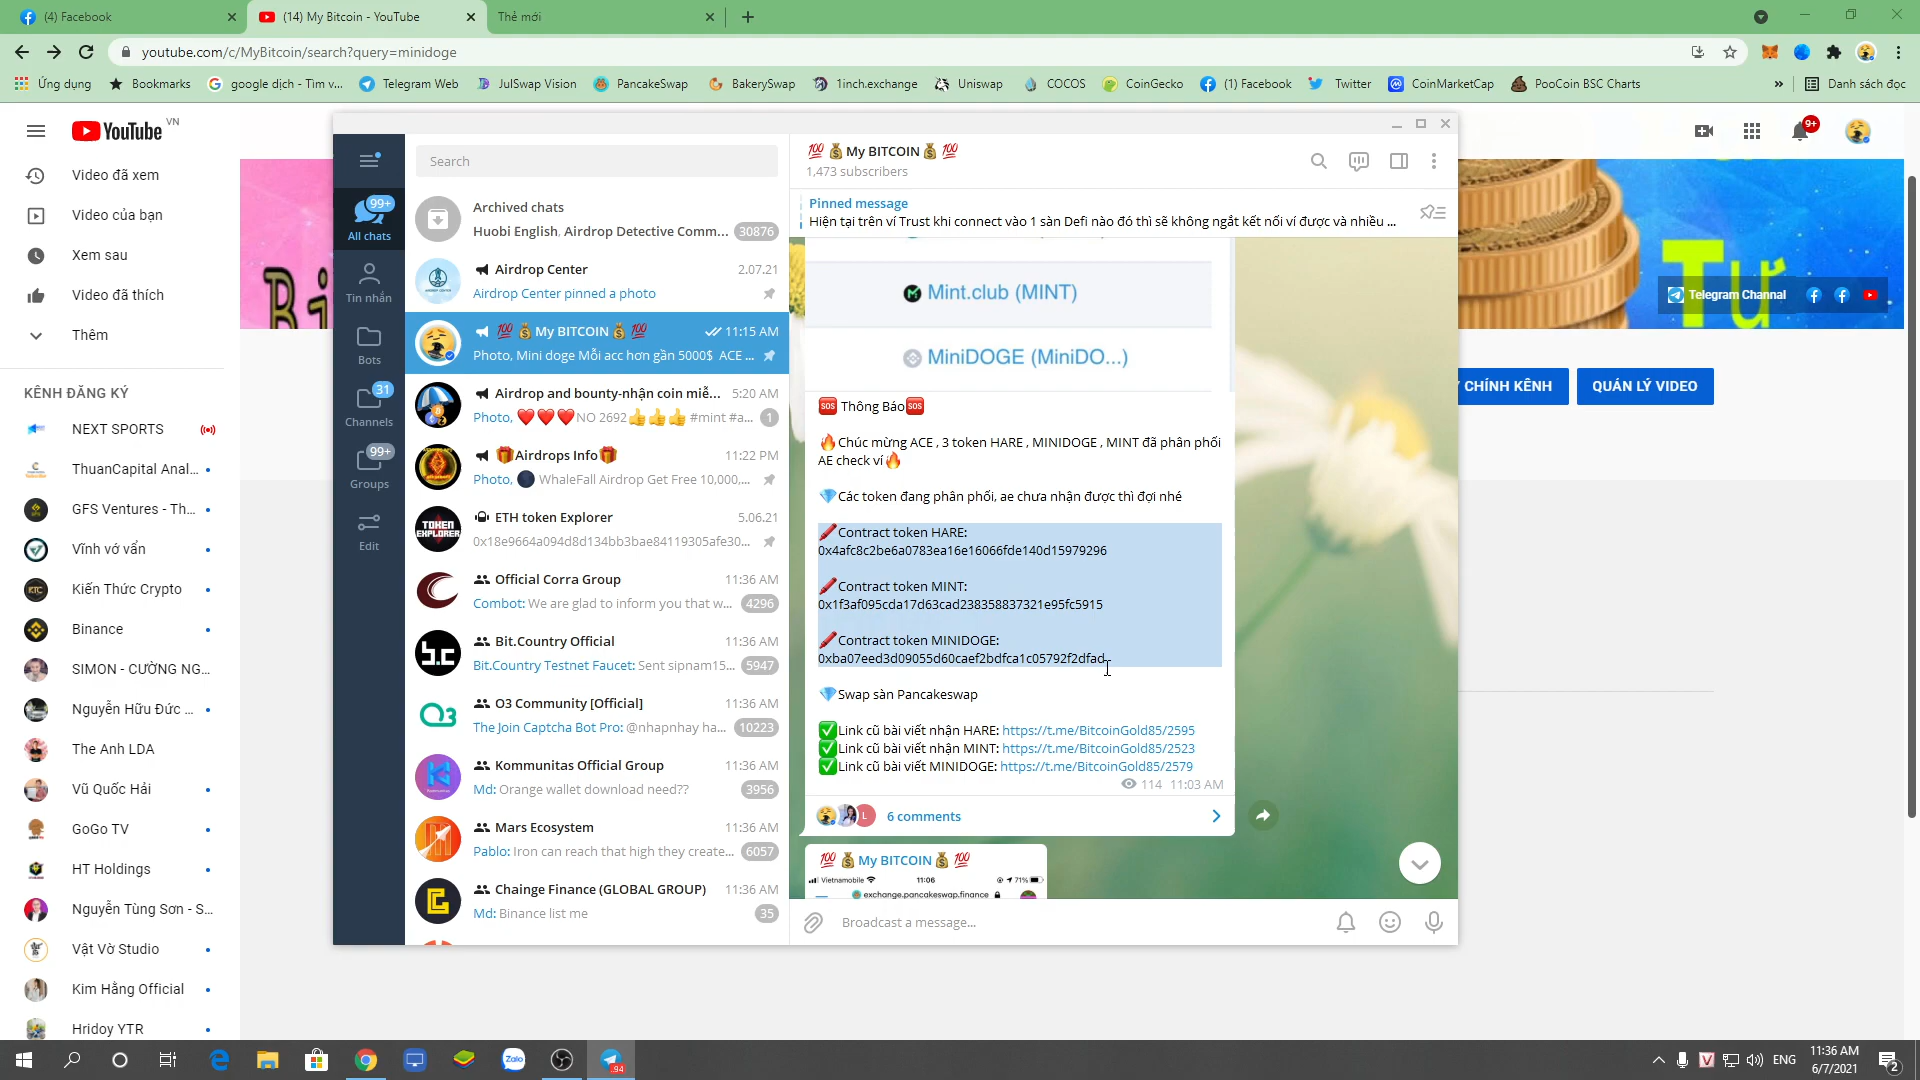 (4) Facebook
(14) My Bitcoin - YouTube
Thẻ mới
youtube.com/c/MyBitcoin/search?query=minidoge
Ứng dụng
Bookmarks
google dịch - Tìm v...
Telegram Web
JulSwap Vision
PancakeSwap
BakerySwap
1inch.exchange
Uniswap
COCOS
CoinGecko
(1) Facebook
Twitter
CoinMarketCap
PooCoin BSC Charts
»
Danh sách đọc
YouTube VN
9+
Video đã xem
Video của bạn
Xem sau
Video đã thích
Thêm
KÊNH ĐĂNG KÝ
NEXT SPORTS
ThuanCapital Anal...
GFS Ventures - Th...
Vĩnh vớ vẩn
Kiến Thức Crypto
Binance
SIMON - CƯỜNG NG...
Nguyễn Hữu Đức ...
The Anh LDA
Vũ Quốc Hải
GoGo TV
HT Holdings
Nguyễn Tùng Sơn - S...
Vật Vờ Studio
Kim Hằng Official
Hridoy YTR
Bi
Tư
Telegram Channel
CHỈNH KÊNH
QUẢN LÝ VIDEO
99+
All chats
Tin nhắn
Bots
31
Channels
99+
Groups
Edit
Search
Archived chats
Huobi English, Airdrop Detective Comm...
30876
Airdrop Center
2.07.21
Airdrop Center pinned a photo
💯💰My BITCOIN💰💯
11:15 AM
Photo, Mini doge Mỗi acc hơn gần 5000$ ACE ...
Airdrop and bounty-nhận coin miễ...
5:20 AM
Photo, ❤️❤️❤️NO 2692👍👍👍 #mint #a...
1
🎁Airdrops Info🎁
11:22 PM
Photo, 🌑 WhaleFall Airdrop Get Free 10,000,...
ETH token Explorer
5.06.21
0x18e9664a094d8d134bb3bae84119305afe30...
Official Corra Group
11:36 AM
Combot: We are glad to inform you that w...
4296
Bit.Country Official
11:36 AM
Bit.Country Testnet Faucet: Sent sipnam15...
5947
O3 Community [Official]
11:36 AM
The Join Captcha Bot Pro: @nhapnhay ha...
10223
Kommunitas Official Group
11:36 AM
Md: Orange wallet download need??
3956
Mars Ecosystem
11:36 AM
Pablo: Iron can reach that high they create...
6057
Chainge Finance (GLOBAL GROUP)
11:36 AM
Md: Binance list me
35
💯💰My BITCOIN💰💯
1,473 subscribers
Pinned message
Hiện tại trên ví Trust khi connect vào 1 sàn Defi nào đó thì sẽ không ngắt kết nối ví được và nhiều ...
Mint.club (MINT)
MiniDOGE (MiniDO...)
🆘 Thông Báo🆘
🔥Chúc mừng ACE , 3 token HARE , MINIDOGE , MINT đã phân phối
AE check ví🔥
💎Các token đang phân phối, ae chưa nhận được thì đợi nhé
🖍Contract token HARE:
0x4afc8c2be6a0783ea16e16066fde140d15979296
🖍Contract token MINT:
0x1f3af095cda17d63cad238358837321e95fc5915
🖍Contract token MINIDOGE:
0xba07eed3d09055d60caef2bdfca1c05792f2dfad
💎Swap sàn Pancakeswap
✅Link cũ bài viết nhận HARE: https://t.me/BitcoinGold85/2595
✅Link cũ bài viết nhận MINT: https://t.me/BitcoinGold85/2523
✅Link cũ bài viết MINIDOGE: https://t.me/BitcoinGold85/2579
114 11:03 AM
L
6 comments
💯💰My BITCOIN💰💯
Vietnamobile
11:06
71%
exchange.pancakeswap.finance
Broadcast a message...
Zalo
94
ENG
11:36 AM
6/7/2021
2